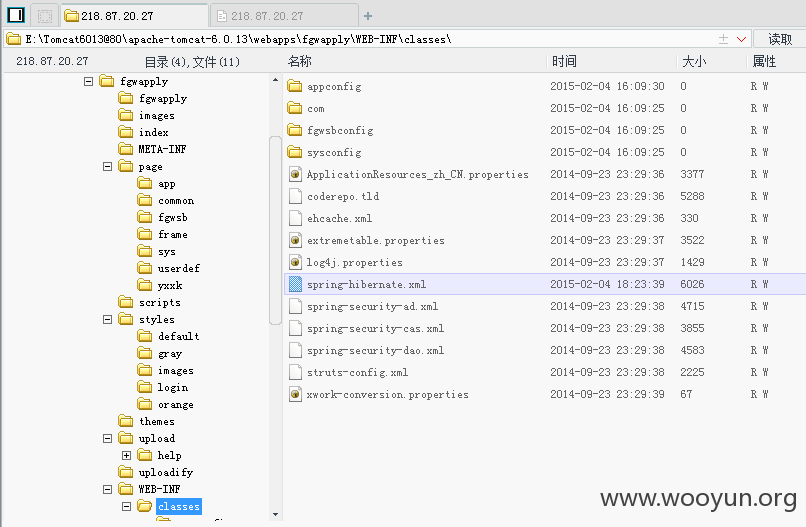 218.87.20.27
218.87.20.27
E:\Tomcat6013@80\apache-tomcat-6.0.13\webapps\fgwapply\WEB-INF\classes\
读取
218.87.20.27 目录(4),文件(11)
名称 时间 大小 属性
fgwapply
fgwapply
images
index
META-INF
page
app
common
fgwsb
frame
sys
userdef
yxxk
scripts
styles
default
gray
images
login
orange
themes
upload
help
uploadify
WEB-INF
classes
appconfig 2015-02-04 16:09:30 0 R W
com 2015-02-04 16:09:25 0 R W
fgwsbconfig 2015-02-04 16:09:25 0 R W
sysconfig 2015-02-04 16:09:25 0 R W
ApplicationResources_zh_CN.properties 2014-09-23 23:29:36 3377 R W
coderepo.tld 2014-09-23 23:29:36 5288 R W
ehcache.xml 2014-09-23 23:29:36 330 R W
extremetable.properties 2014-09-23 23:29:37 3522 R W
log4j.properties 2014-09-23 23:29:37 1429 R W
spring-hibernate.xml 2015-02-04 18:23:39 6026 R W
spring-security-ad.xml 2014-09-23 23:29:38 4715 R W
spring-security-cas.xml 2014-09-23 23:29:38 3855 R W
spring-security-dao.xml 2014-09-23 23:29:38 4583 R W
struts-config.xml 2014-09-23 23:29:38 2225 R W
xwork-conversion.properties 2014-09-23 23:29:39 67 R W
www.wooyun.org